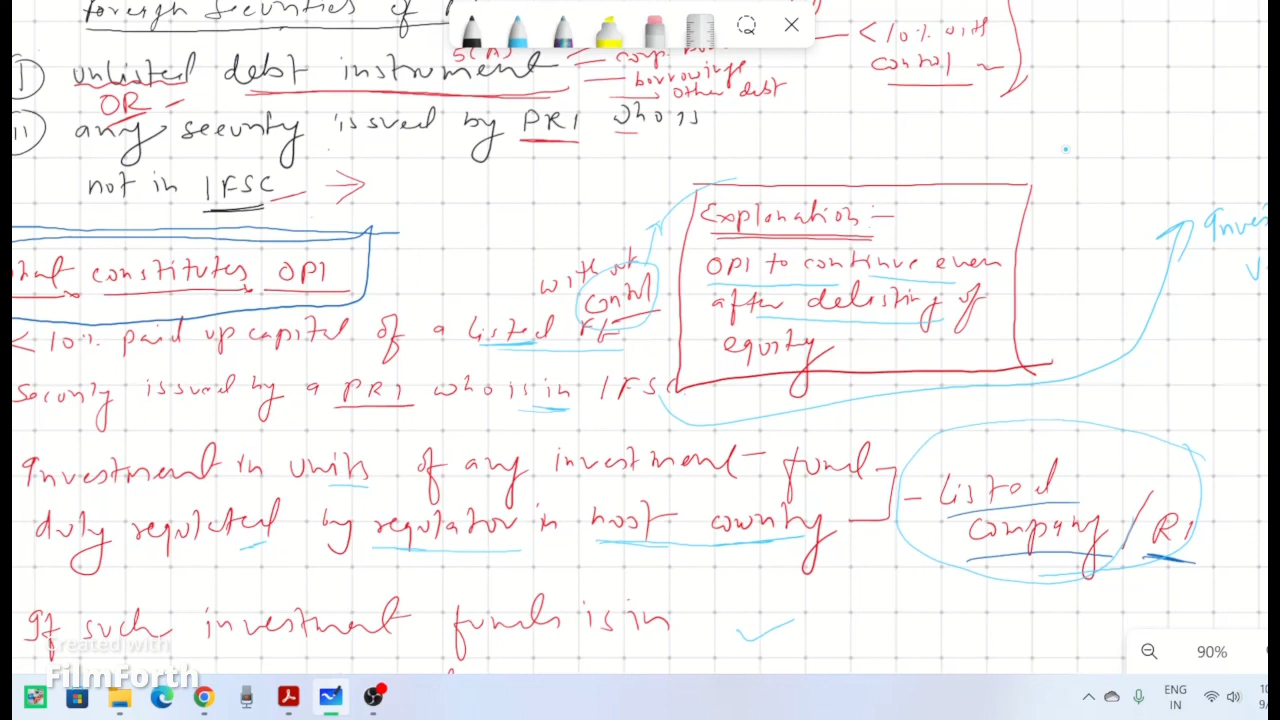 foreign securities of
< 10% with
control
I unlisted debt instrument
5(A)
borrowings
other debt
OR
II any security issued by PRI who is
not in IFSC
constitutes OPI
without
control
Explanation :-
OPI to continue even
after delisting of
equity
< 10% paid up capital of a listed FE
security issued by a PRI who is in IFSC
Investment in units of any investment fund
duly regulated by regulator in host country
- Listed
company / RI
If such investment funds is in
Created with
FilmForth
90%
ENG
IN